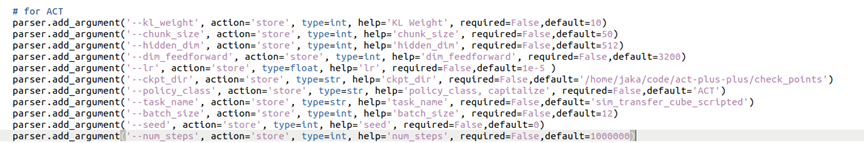 # for ACT
parser.add_argument('--kl_weight', action='store', type=int, help='KL Weight', required=False,default=10)
parser.add_argument('--chunk_size', action='store', type=int, help='chunk_size', required=False,default=50)
parser.add_argument('--hidden_dim', action='store', type=int, help='hidden_dim', required=False,default=512)
parser.add_argument('--dim_feedforward', action='store', type=int, help='dim_feedforward', required=False,default=3200)
parser.add_argument('--lr', action='store', type=float, help='lr', required=False,default=1e-5 )
parser.add_argument('--ckpt_dir', action='store', type=str, help='ckpt_dir', required=False,default='/home/jaka/code/act-plus-plus/check_points')
parser.add_argument('--policy_class', action='store', type=str, help='policy_class, capitalize', required=False,default='ACT')
parser.add_argument('--task_name', action='store', type=str, help='task_name', required=False,default='sim_transfer_cube_scripted')
parser.add_argument('--batch_size', action='store', type=int, help='batch_size', required=False,default=12)
parser.add_argument('--seed', action='store', type=int, help='seed', required=False,default=0)
parser.add_argument('--num_steps', action='store', type=int, help='num_steps', required=False,default=1000000)